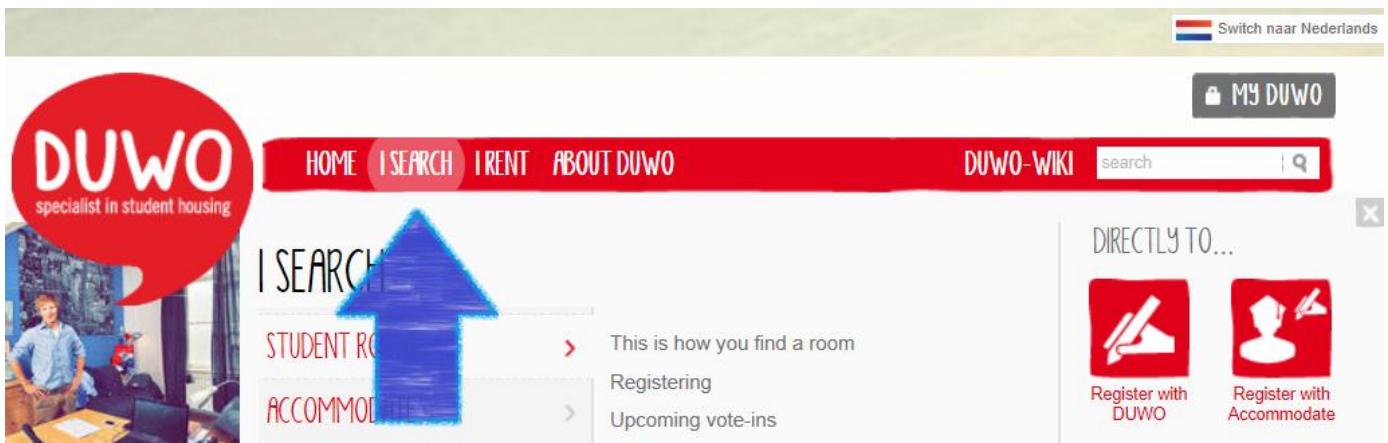 Switch naar Nederlands
MY DUWO
DUWO
specialist in student housing
HOME I SEARCH I RENT ABOUT DUWO DUWO-WIKI search
I SEARCH
DIRECTLY TO...
STUDENT
This is how you find a room
Registering
Upcoming vote-ins
Register with
DUWO
Register with
Accommodate